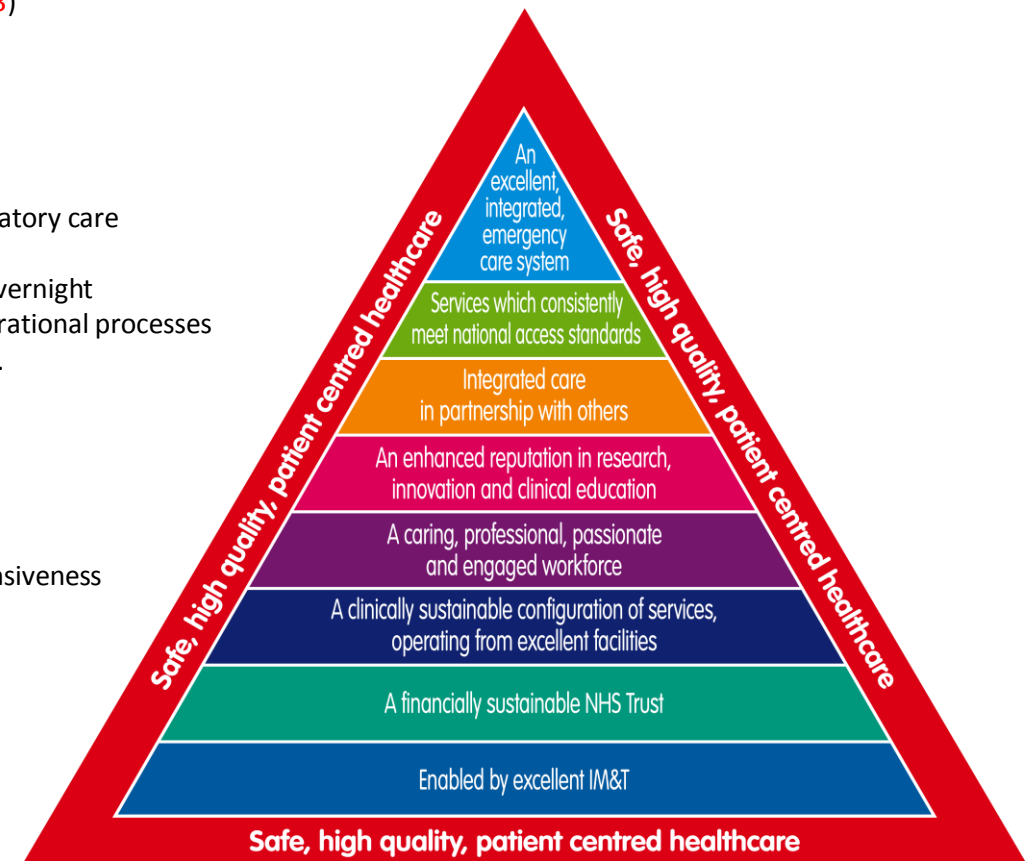 3)
atory care
vernight
rational processes
.
nsiveness
An
excellent,
integrated,
emergency
care system
Services which consistently
meet national access standards
Integrated care
in partnership with others
An enhanced reputation in research,
innovation and clinical education
A caring, professional, passionate
and engaged workforce
A clinically sustainable configuration of services,
operating from excellent facilities
A financially sustainable NHS Trust
Enabled by excellent IM&T
Safe, high quality, patient centred healthcare
Safe, high quality, patient centred healthcare
Safe, high quality, patient centred healthcare